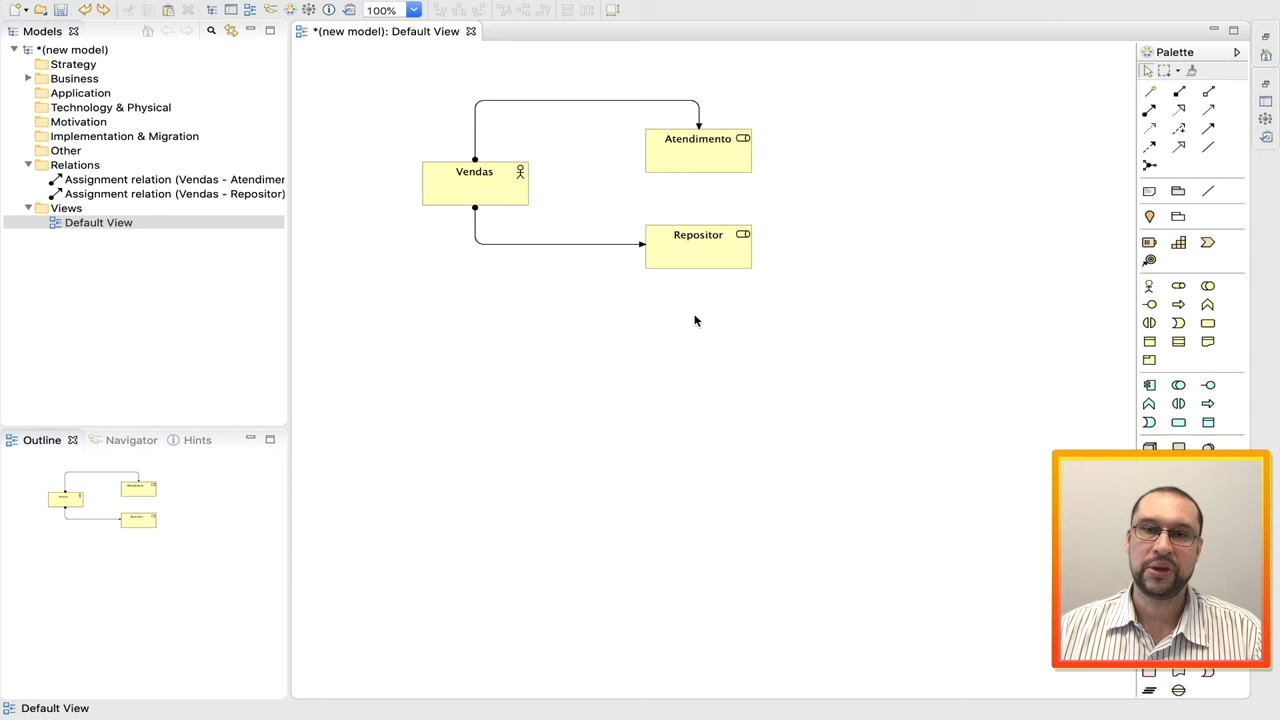 100%
Models
*(new model): Default View
Palette
*(new model)
Strategy
Business
Application
Technology & Physical
Motivation
Implementation & Migration
Other
Relations
Assignment relation (Vendas - Atendimer
Assignment relation (Vendas - Repositor)
Views
Default View
Atendimento
Vendas
Repositor
Outline
Navigator
Hints
Default View